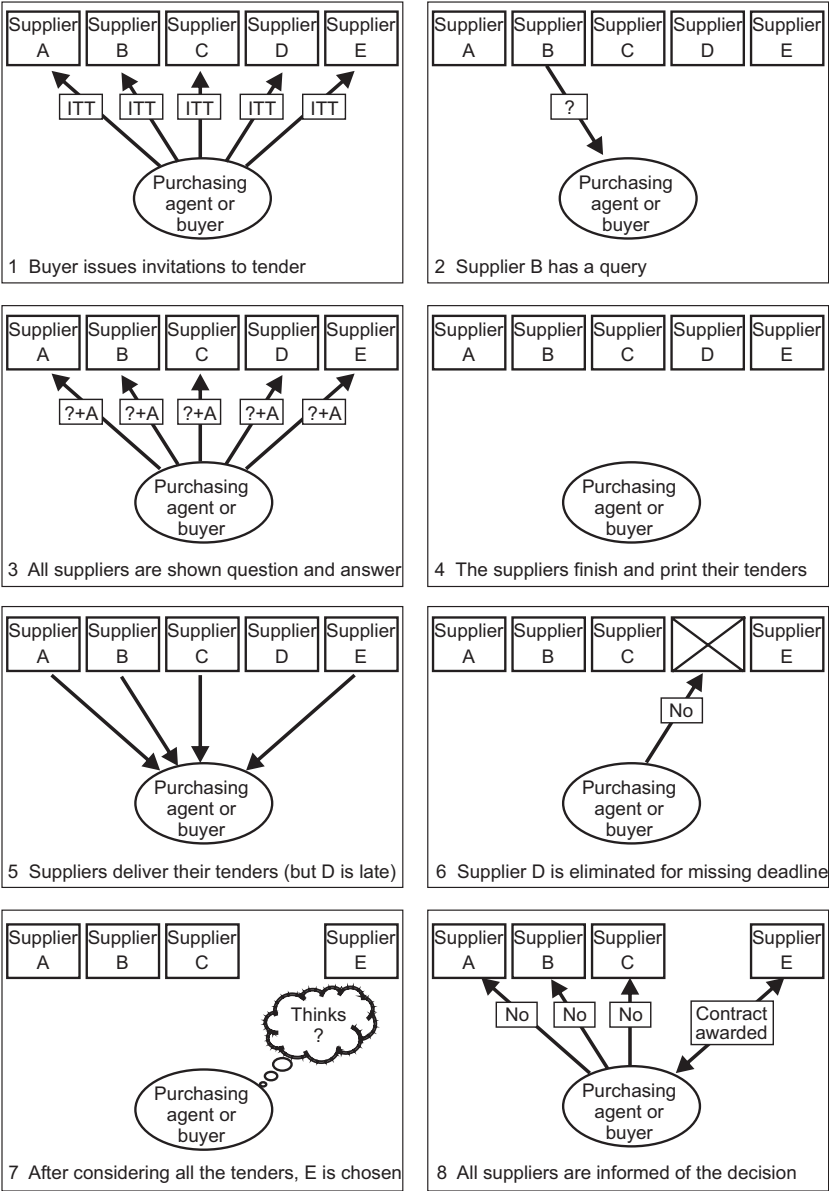 Supplier A
Supplier B
Supplier C
Supplier D
Supplier E
ITT
ITT
ITT
ITT
ITT
Purchasing
agent or
buyer
1 Buyer issues invitations to tender
Supplier A
Supplier B
Supplier C
Supplier D
Supplier E
?
Purchasing
agent or
buyer
2 Supplier B has a query
Supplier A
Supplier B
Supplier C
Supplier D
Supplier E
?+A
?+A
?+A
?+A
?+A
Purchasing
agent or
buyer
3 All suppliers are shown question and answer
Supplier A
Supplier B
Supplier C
Supplier D
Supplier E
Purchasing
agent or
buyer
4 The suppliers finish and print their tenders
Supplier A
Supplier B
Supplier C
Supplier D
Supplier E
Purchasing
agent or
buyer
5 Suppliers deliver their tenders (but D is late)
Supplier A
Supplier B
Supplier C
Supplier E
No
Purchasing
agent or
buyer
6 Supplier D is eliminated for missing deadline
Supplier A
Supplier B
Supplier C
Supplier E
Thinks
?
Purchasing
agent or
buyer
7 After considering all the tenders, E is chosen
Supplier A
Supplier B
Supplier C
Supplier E
No
No
No
Contract
awarded
Purchasing
agent or
buyer
8 All suppliers are informed of the decision